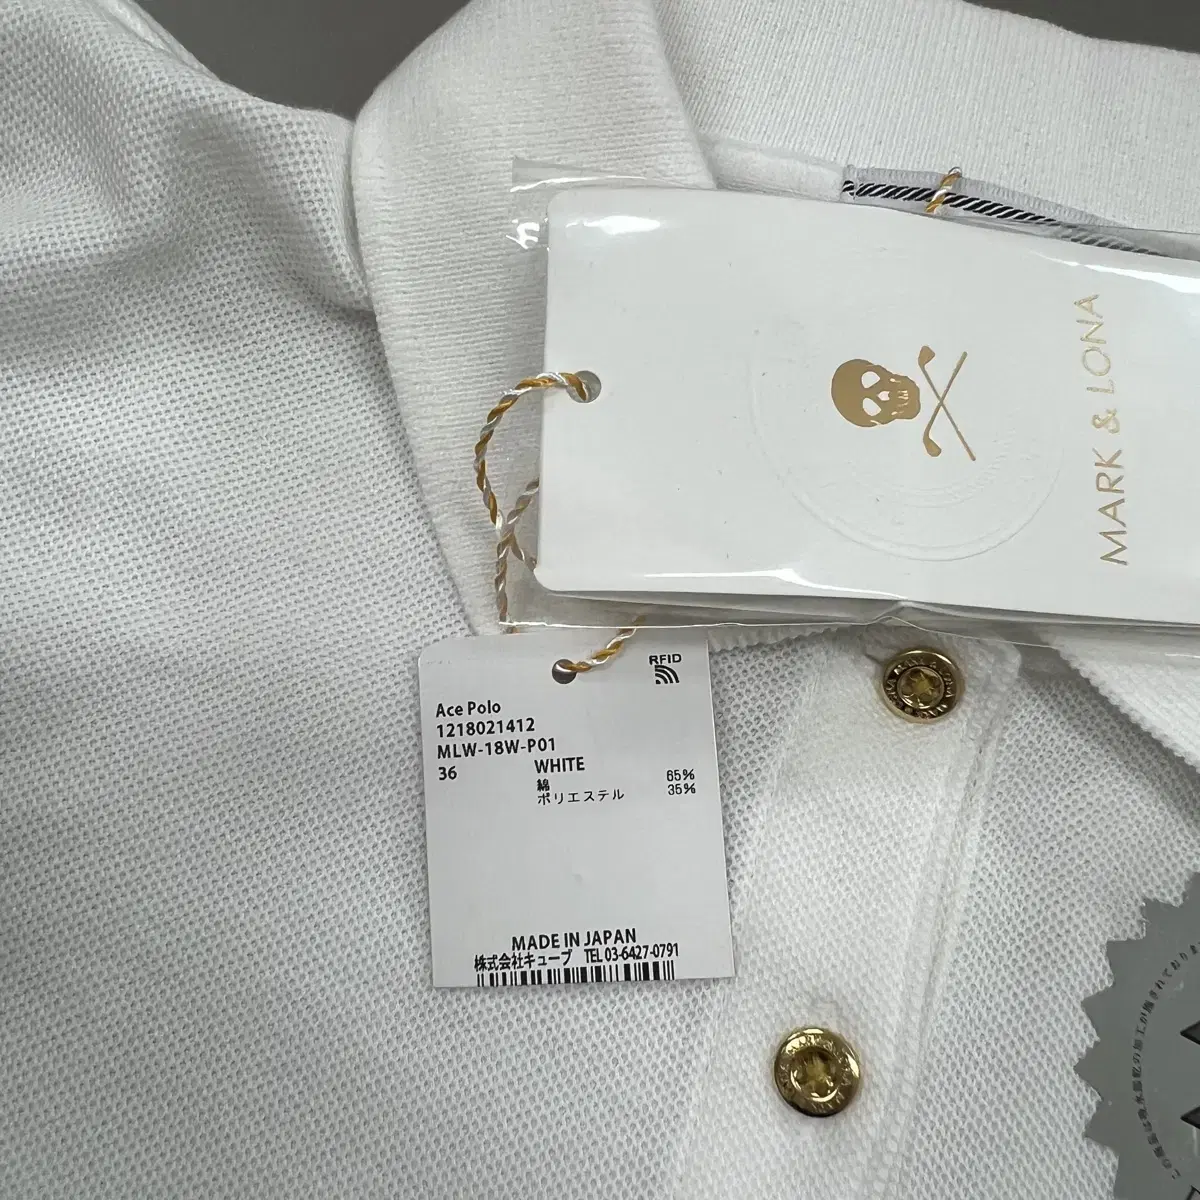 MARK & LONA
RFID
Ace Polo
1218021412
MLW-18W-P01
36 WHITE
綿 65%
ポリエステル 35%
MADE IN JAPAN
株式会社キューブ TEL 03-6427-0791